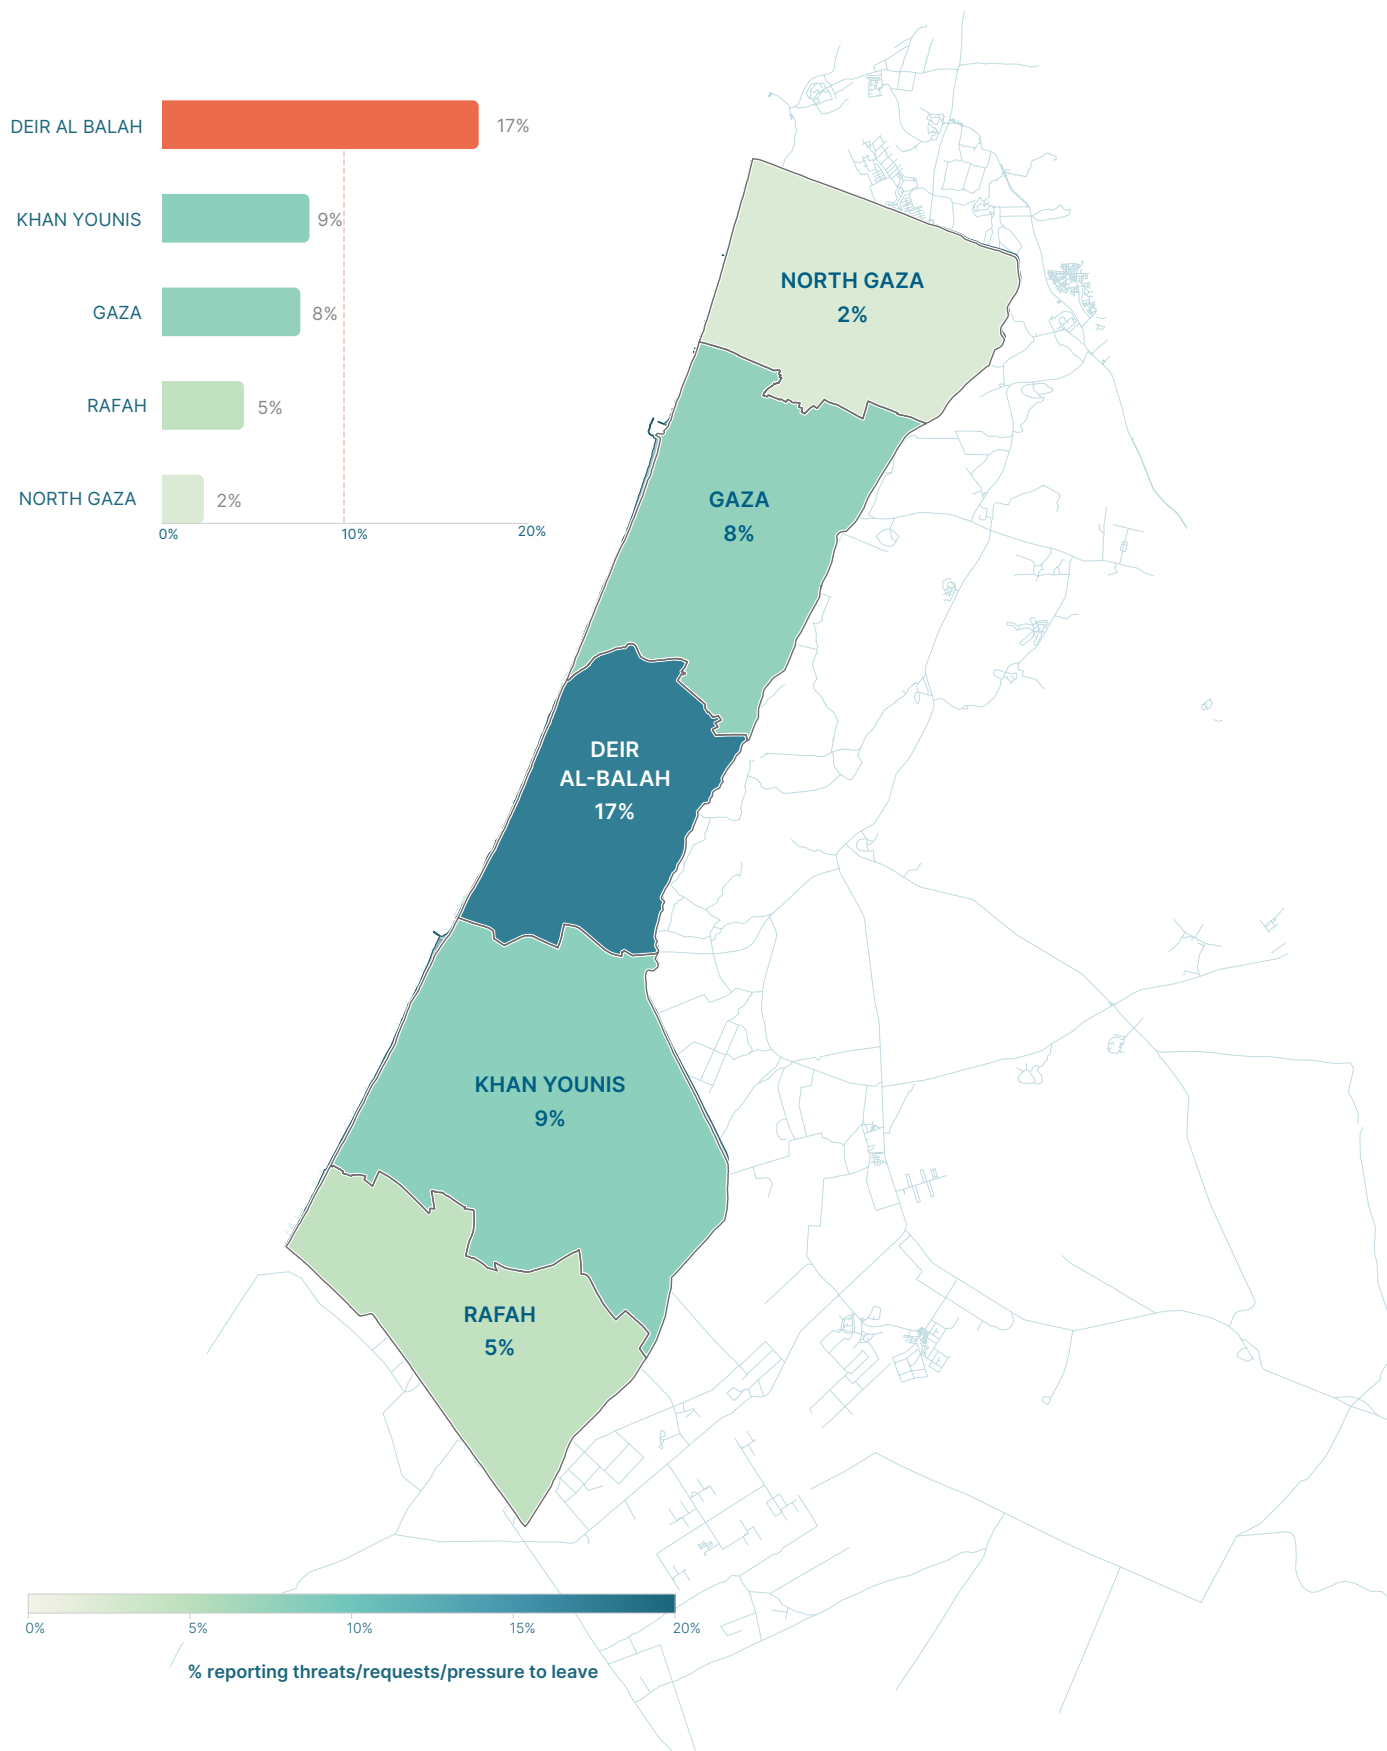 DEIR AL BALAH
17%
KHAN YOUNIS
9%
GAZA
8%
RAFAH
5%
NORTH GAZA
2%
0%
10%
20%
NORTH GAZA
2%
GAZA
8%
DEIR
AL-BALAH
17%
KHAN YOUNIS
9%
RAFAH
5%
0%
5%
10%
15%
20%
% reporting threats/requests/pressure to leave